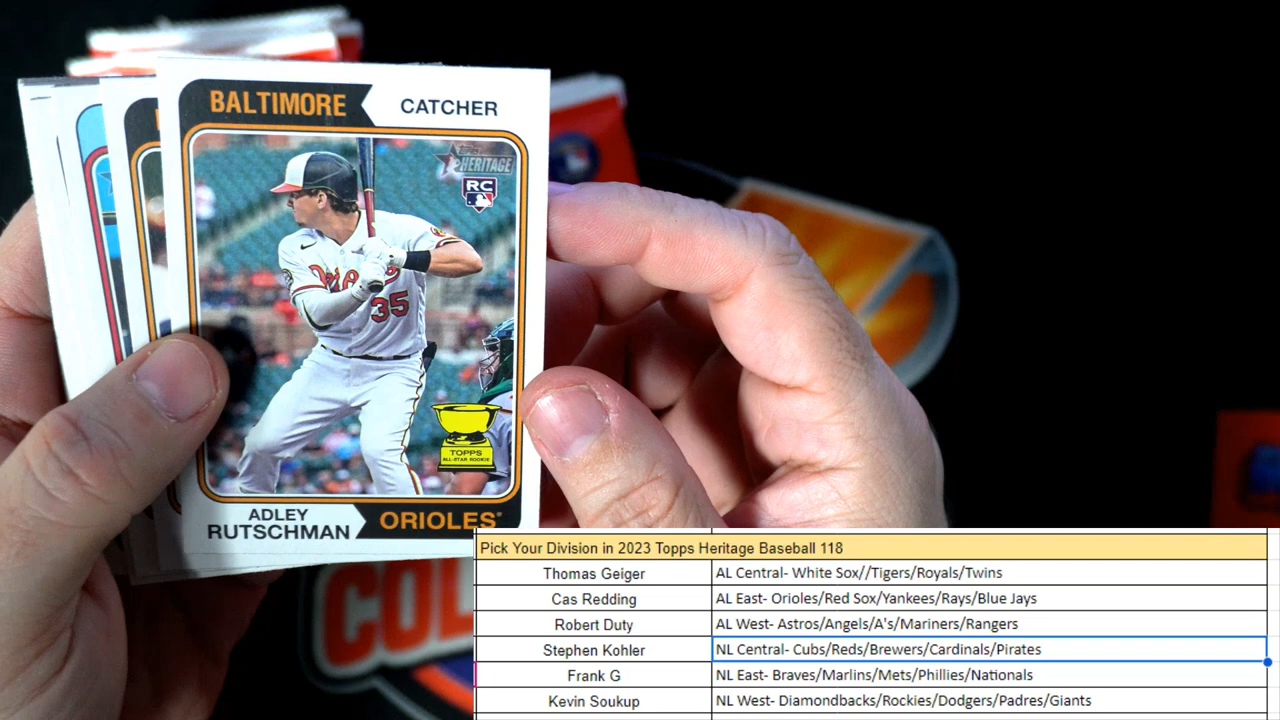 BALTIMORE
CATCHER
Topps HERITAGE
RC
35
TOPPS
ALL-STAR ROOKIE
ADLEY
RUTSCHMAN
ORIOLES
COL
Pick Your Division in 2023 Topps Heritage Baseball 118
Thomas Geiger AL Central- White Sox//Tigers/Royals/Twins
Cas Redding AL East- Orioles/Red Sox/Yankees/Rays/Blue Jays
Robert Duty AL West- Astros/Angels/A's/Mariners/Rangers
Stephen Kohler NL Central- Cubs/Reds/Brewers/Cardinals/Pirates
Frank G NL East- Braves/Marlins/Mets/Phillies/Nationals
Kevin Soukup NL West- Diamondbacks/Rockies/Dodgers/Padres/Giants